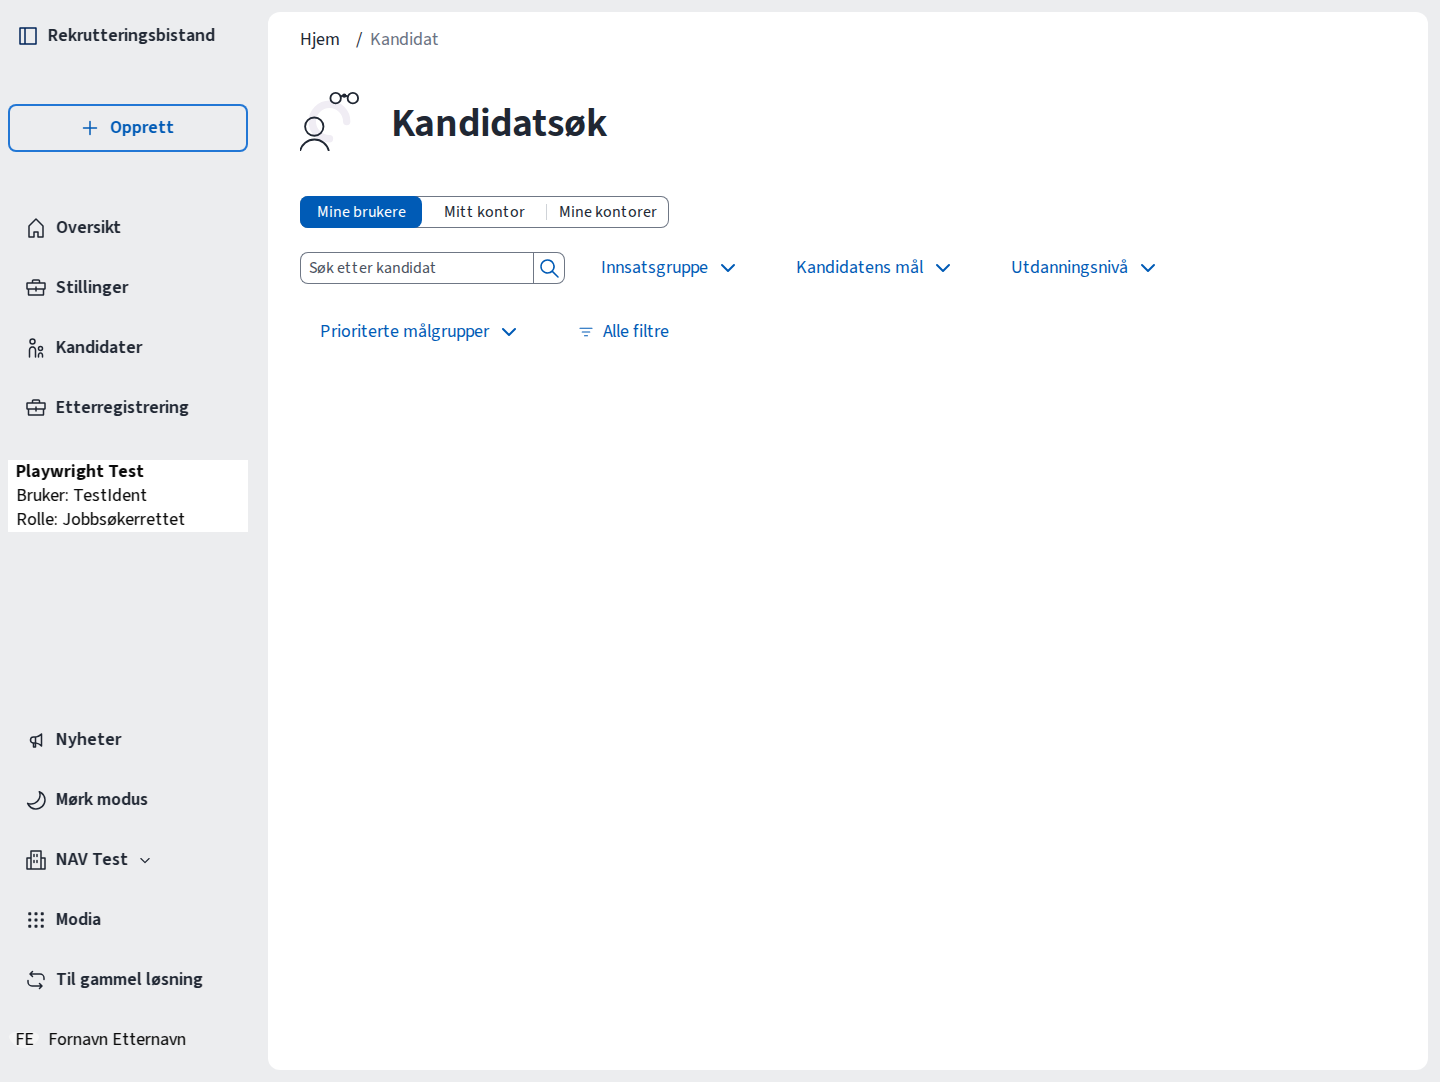 Rekrutteringsbistand
Opprett
Oversikt
Stillinger
Kandidater
Etterregistrering
Playwright Test
Bruker: TestIdent
Rolle: Jobbsøkerrettet
Nyheter
Mørk modus
NAV Test
Modia
Til gammel løsning
FE Fornavn Etternavn
Hjem / Kandidat
Kandidatsøk
Mine brukere Mitt kontor Mine kontorer
Søk etter kandidat Innsatsgruppe Kandidatens mål Utdanningsnivå
Prioriterte målgrupper Alle filtre